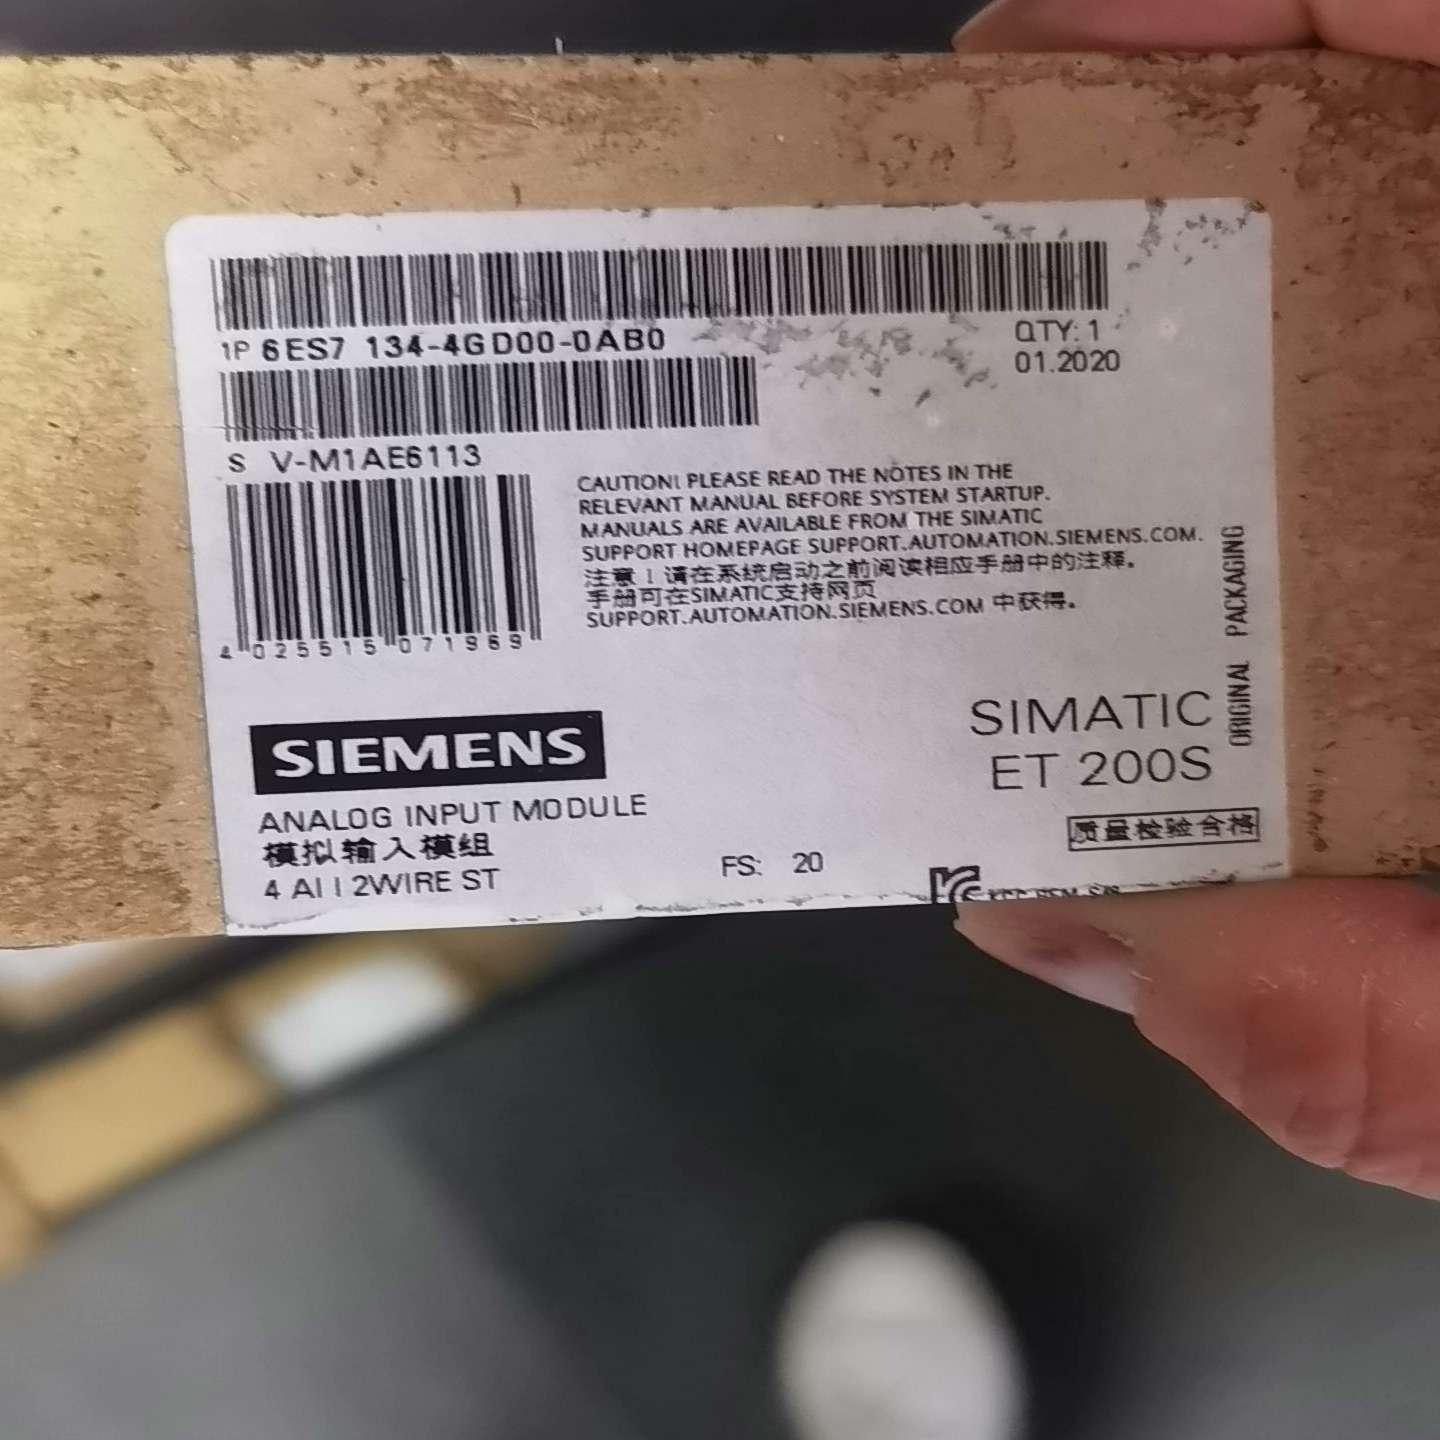 1P 6ES7 134-4GD00-0AB0
QTY: 1
01.2020
S V-M1AE6113
CAUTION! PLEASE READ THE NOTES IN THE
RELEVANT MANUAL BEFORE SYSTEM STARTUP.
MANUALS ARE AVAILABLE FROM THE SIMATIC
SUPPORT HOMEPAGE SUPPORT.AUTOMATION.SIEMENS.COM.
注意！请在系统启动之前阅读相应手册中的注释。
手册可在SIMATIC支持网页
SUPPORT.AUTOMATION.SIEMENS.COM 中获得。
4 025515 071969
ORIGINAL PACKAGING
SIEMENS
SIMATIC
ET 200S
ANALOG INPUT MODULE
模拟输入模组
4 AI I 2WIRE ST
FS: 20
质量检验合格